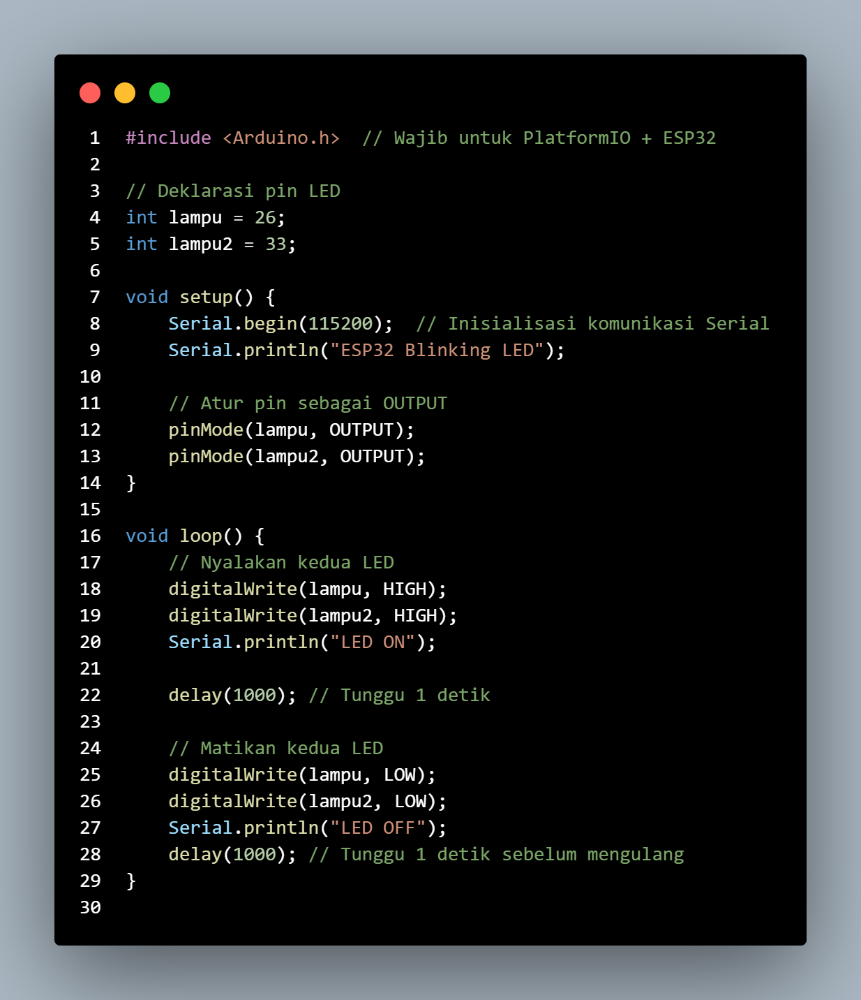 1 #include <Arduino.h>  // Wajib untuk PlatformIO + ESP32
2
3 // Deklarasi pin LED
4 int lampu = 26;
5 int lampu2 = 33;
6
7 void setup() {
8     Serial.begin(115200);  // Inisialisasi komunikasi Serial
9     Serial.println("ESP32 Blinking LED");
10
11     // Atur pin sebagai OUTPUT
12     pinMode(lampu, OUTPUT);
13     pinMode(lampu2, OUTPUT);
14 }
15
16 void loop() {
17     // Nyalakan kedua LED
18     digitalWrite(lampu, HIGH);
19     digitalWrite(lampu2, HIGH);
20     Serial.println("LED ON");
21
22     delay(1000); // Tunggu 1 detik
23
24     // Matikan kedua LED
25     digitalWrite(lampu, LOW);
26     digitalWrite(lampu2, LOW);
27     Serial.println("LED OFF");
28     delay(1000); // Tunggu 1 detik sebelum mengulang
29 }
30